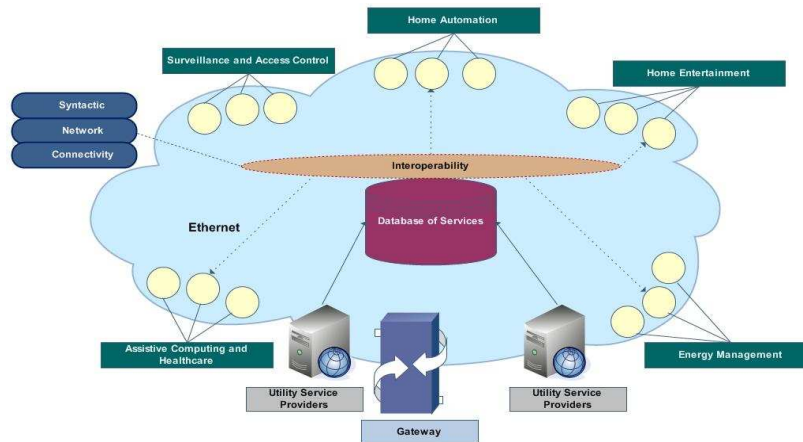 Home Automation
Surveillance and Access Control
Home Entertainment
Syntactic
Network
Connectivity
Interoperability
Database of Services
Ethernet
Assistive Computing and
Healthcare
Energy Management
Utility Service
Providers
Utility Service
Providers
Gateway